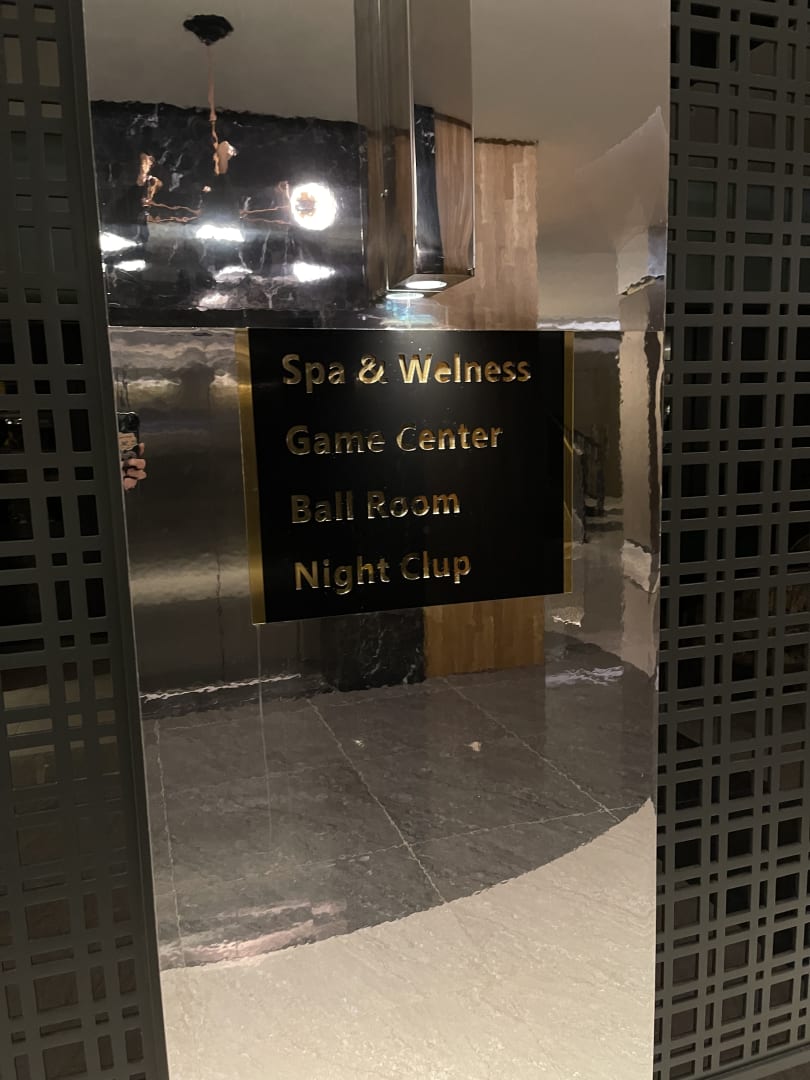 Spa & Welness
Game Center
Ball Room
Night Clup